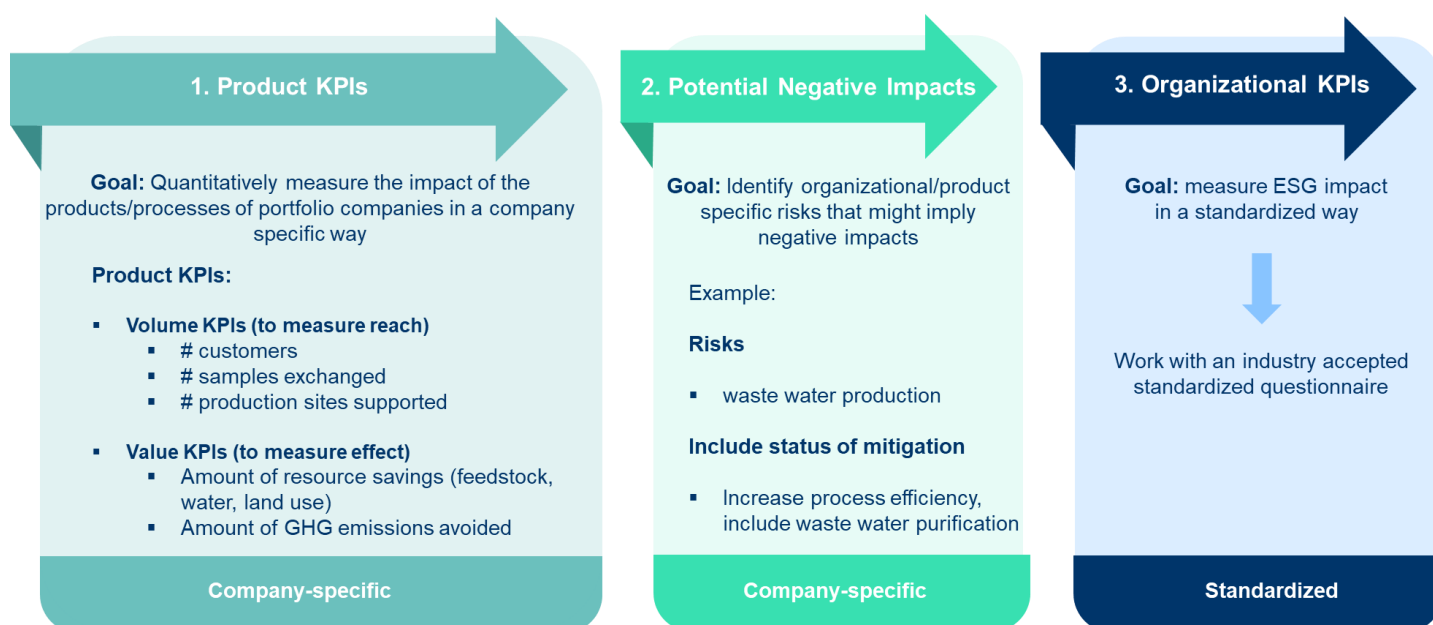 1. Product KPIs
Goal: Quantitatively measure the impact of the
products/processes of portfolio companies in a company
specific way
Product KPIs:
▪ Volume KPIs (to measure reach)
▪ # customers
▪ # samples exchanged
▪ # production sites supported
▪ Value KPIs (to measure effect)
▪ Amount of resource savings (feedstock,
water, land use)
▪ Amount of GHG emissions avoided
Company-specific
2. Potential Negative Impacts
Goal: Identify organizational/product
specific risks that might imply
negative impacts
Example:
Risks
▪ waste water production
Include status of mitigation
▪ Increase process efficiency,
include waste water purification
Company-specific
3. Organizational KPIs
Goal: measure ESG impact
in a standardized way
Work with an industry accepted
standardized questionnaire
Standardized